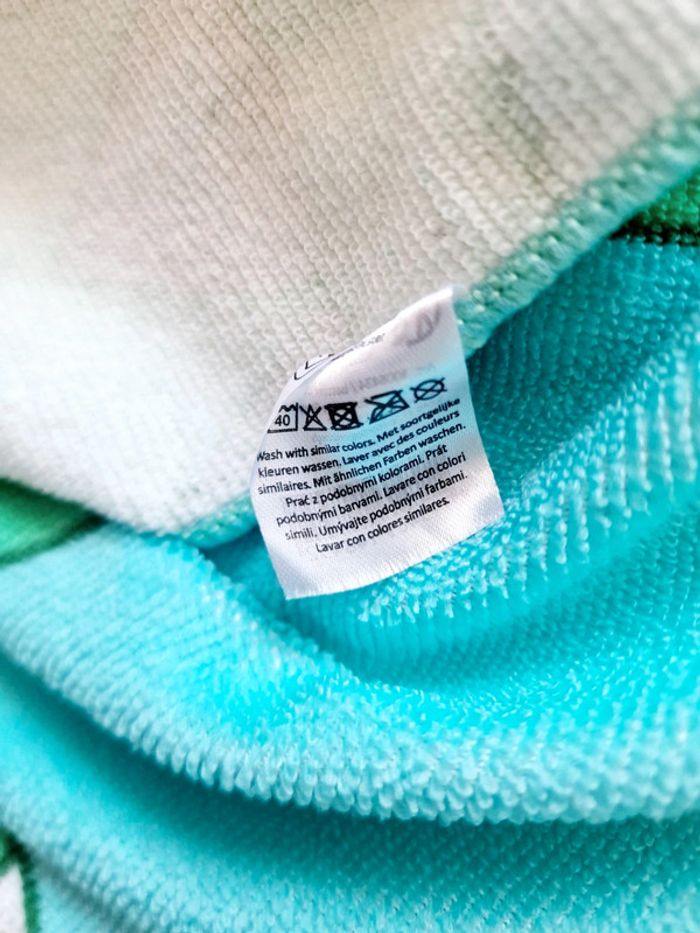 40
Wash with similar colors. Met soortgelijke
kleuren wassen. Laver avec des couleurs
similaires. Mit ähnlichen Farben waschen.
Prać z podobnymi kolorami. Prát
podobnými barvami. Lavare con colori
simili. Umývajte podobnými farbami.
Lavar con colores similares.